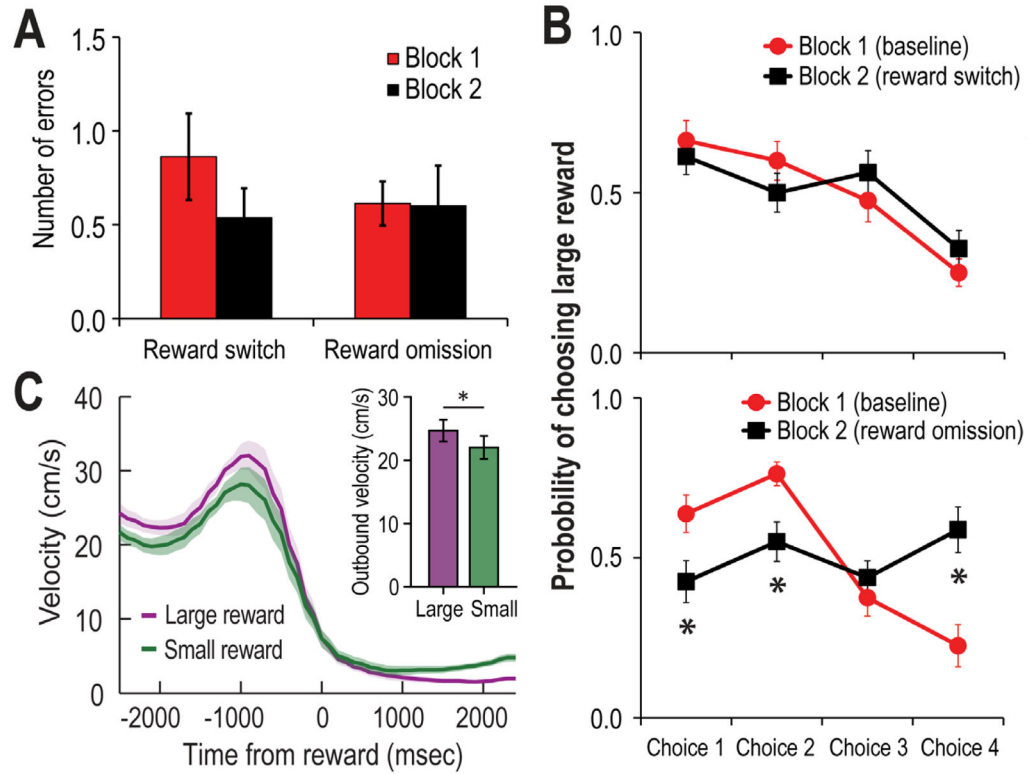 A
1.5
1.0
0.5
0.0
Number of errors
Block 1
Block 2
Reward switch
Reward omission
B
Probobility of choosing large reward
1.0
0.5
0.0
Block 1 (baseline)
Block 2 (reward switch)
1.0
0.5
0.0
Block 1 (baseline)
Block 2 (reward omission)
*
*
*
Choice 1 Choice 2 Choice 3 Choice 4
C
40
30
20
10
0
Velocity (cm/s)
Large reward
Small reward
-2000 -1000 0 1000 2000
Time from reward (msec)
30
20
10
0
Outbound velocity (cm/s)
*
Large Small